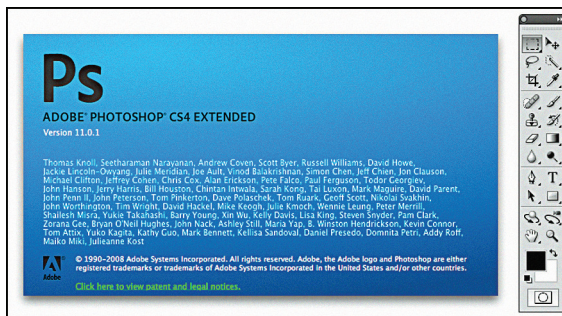 Ps
ADOBE® PHOTOSHOP® CS4 EXTENDED
Version 11.0.1
Thomas Knoll, Seetharaman Narayanan, Andrew Coven, Scott Byer, Russell Williams, David Howe,
Jackie Lincoln-Owyang, Julie Meridian, Joe Ault, Vinod Balakrishnan, Simon Chen, Jeff Chien, Jon Clauson,
Michael Clifton, Jeffrey Cohen, Chris Cox, Alan Erickson, Pete Falco, Paul Ferguson, Todor Georgiev,
John Hanson, Jerry Harris, Bill Houston, Chintan Intwala, Sarah Kong, Tai Luxon, Mark Maguire, David Parent,
John Penn II, John Peterson, Tom Pinkerton, Dave Polaschek, Tom Ruark, Geoff Scott, Nikolai Svakhin,
John Worthington, Tim Wright, David Hackel, Mike Keogh, Julie Kmoch, Wennie Leung, Peter Merrill,
Shailesh Misra, Yukie Takahashi, Barry Young, Xin Wu, Kelly Davis, Lisa King, Steven Snyder, Pam Clark,
Zorana Gee, Bryan O'Neil Hughes, John Nack, Ashley Still, Maria Yap, B. Winston Hendrickson, Kevin Connor,
Tom Attix, Yuko Kagita, Kathy Guo, Mark Bennett, Kellisa Sandoval, Daniel Presedo, Domnita Petri, Addy Roff,
Maiko Miki, Julieanne Kost
© 1990-2008 Adobe Systems Incorporated. All rights reserved. Adobe, the Adobe logo and Photoshop are either
registered trademarks or trademarks of Adobe Systems Incorporated in the United States and/or other countries.
Adobe
Click here to view patent and legal notices.
T